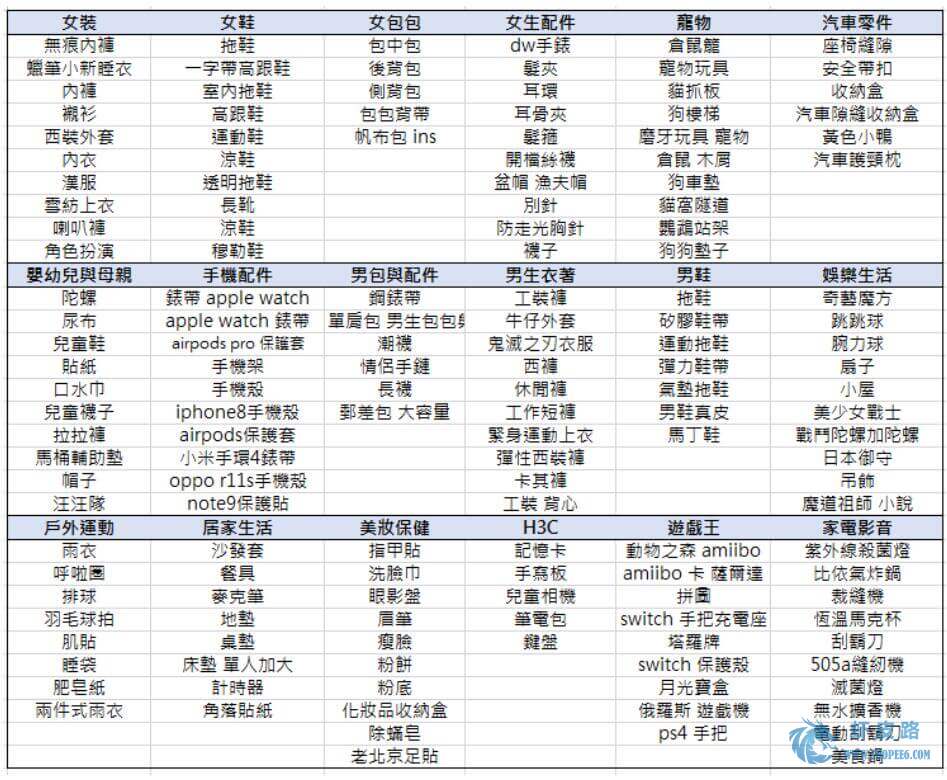 女裝 女鞋 女包包 女生配件 寵物 汽車零件
無痕內褲 拖鞋 包中包 dw手錶 倉鼠籠 座椅縫隙
蠟筆小新睡衣 一字帶高跟鞋 後背包 髮夾 寵物玩具 安全帶扣
內褲 室內拖鞋 側背包 耳環 貓抓板 收納盒
襯衫 高跟鞋 包包背帶 耳骨夾 狗樓梯 汽車隙縫收納盒
西裝外套 運動鞋 帆布包 ins 髮箍 磨牙玩具 寵物 黃色小鴨
內衣 涼鞋 開檔絲襪 倉鼠 木屑 汽車護頸枕
漢服 透明拖鞋 盆帽 漁夫帽 狗車墊
雪紡上衣 長靴 別針 貓窩隧道
喇叭褲 涼鞋 防走光胸針 鸚鵡站架
角色扮演 穆勒鞋 襪子 狗狗墊子
嬰幼兒與母親 手機配件 男包與配件 男生衣著 男鞋 娛樂生活
陀螺 錶帶 apple watch 鋼錶帶 工裝褲 拖鞋 奇藝魔方
尿布 apple watch 錶帶 單肩包 男生包包 牛仔外套 矽膠鞋帶 跳跳球
兒童鞋 airpods pro 保護套 潮襪 鬼滅之刃衣服 運動拖鞋 腕力球
貼紙 手機架 情侶手鏈 西褲 彈力鞋帶 扇子
口水巾 手機殼 長襪 休閒褲 氣墊拖鞋 小屋
兒童襪子 iphone8手機殼 郵差包 大容量 工作短褲 男鞋真皮 美少女戰士
拉拉褲 airpods保護套 緊身運動上衣 馬丁鞋 戰鬥陀螺加陀螺
馬桶輔助墊 小米手環4錶帶 彈性西裝褲 日本御守
帽子 oppo r11s手機殼 卡其褲 吊飾
汪汪隊 note9保護貼 工裝 背心 魔道祖師 小說
戶外運動 居家生活 美妝保健 H3C 遊戲王 家電影音
雨衣 沙發套 指甲貼 記憶卡 動物之森 amiibo 紫外線殺菌燈
呼啦圈 餐具 洗臉巾 手寫板 amiibo 卡 薩爾達 比依氣炸鍋
排球 麥克筆 眼影盤 兒童相機 拼圖 裁縫機
羽毛球拍 地墊 眉筆 筆電包 switch 手把充電座 恆溫馬克杯
肌貼 桌墊 瘦臉 鍵盤 塔羅牌 刮鬍刀
睡袋 床墊 單人加大 粉餅 switch 保護殼 505a縫紉機
肥皂紙 計時器 粉底 月光寶盒 滅菌燈
兩件式雨衣 角落貼紙 化妝品收納盒 俄羅斯 遊戲機 無水擴香機
除蟎皂 ps4 手把 電動刮鬍刀
老北京足貼 美食鍋